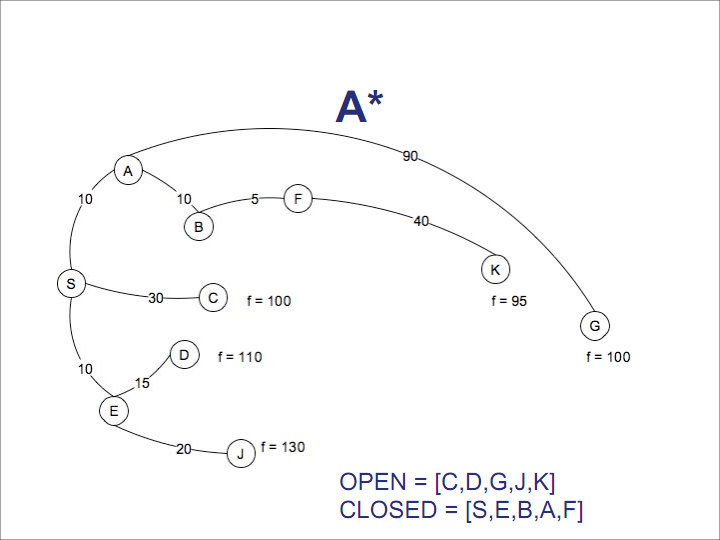 A*
90
A
10
10
5
F
B
40
K
S
30
C
f = 100
f = 95
G
D
f = 110
f = 100
10
15
E
20
J
f = 130
OPEN = [C,D,G,J,K]
CLOSED = [S,E,B,A,F]